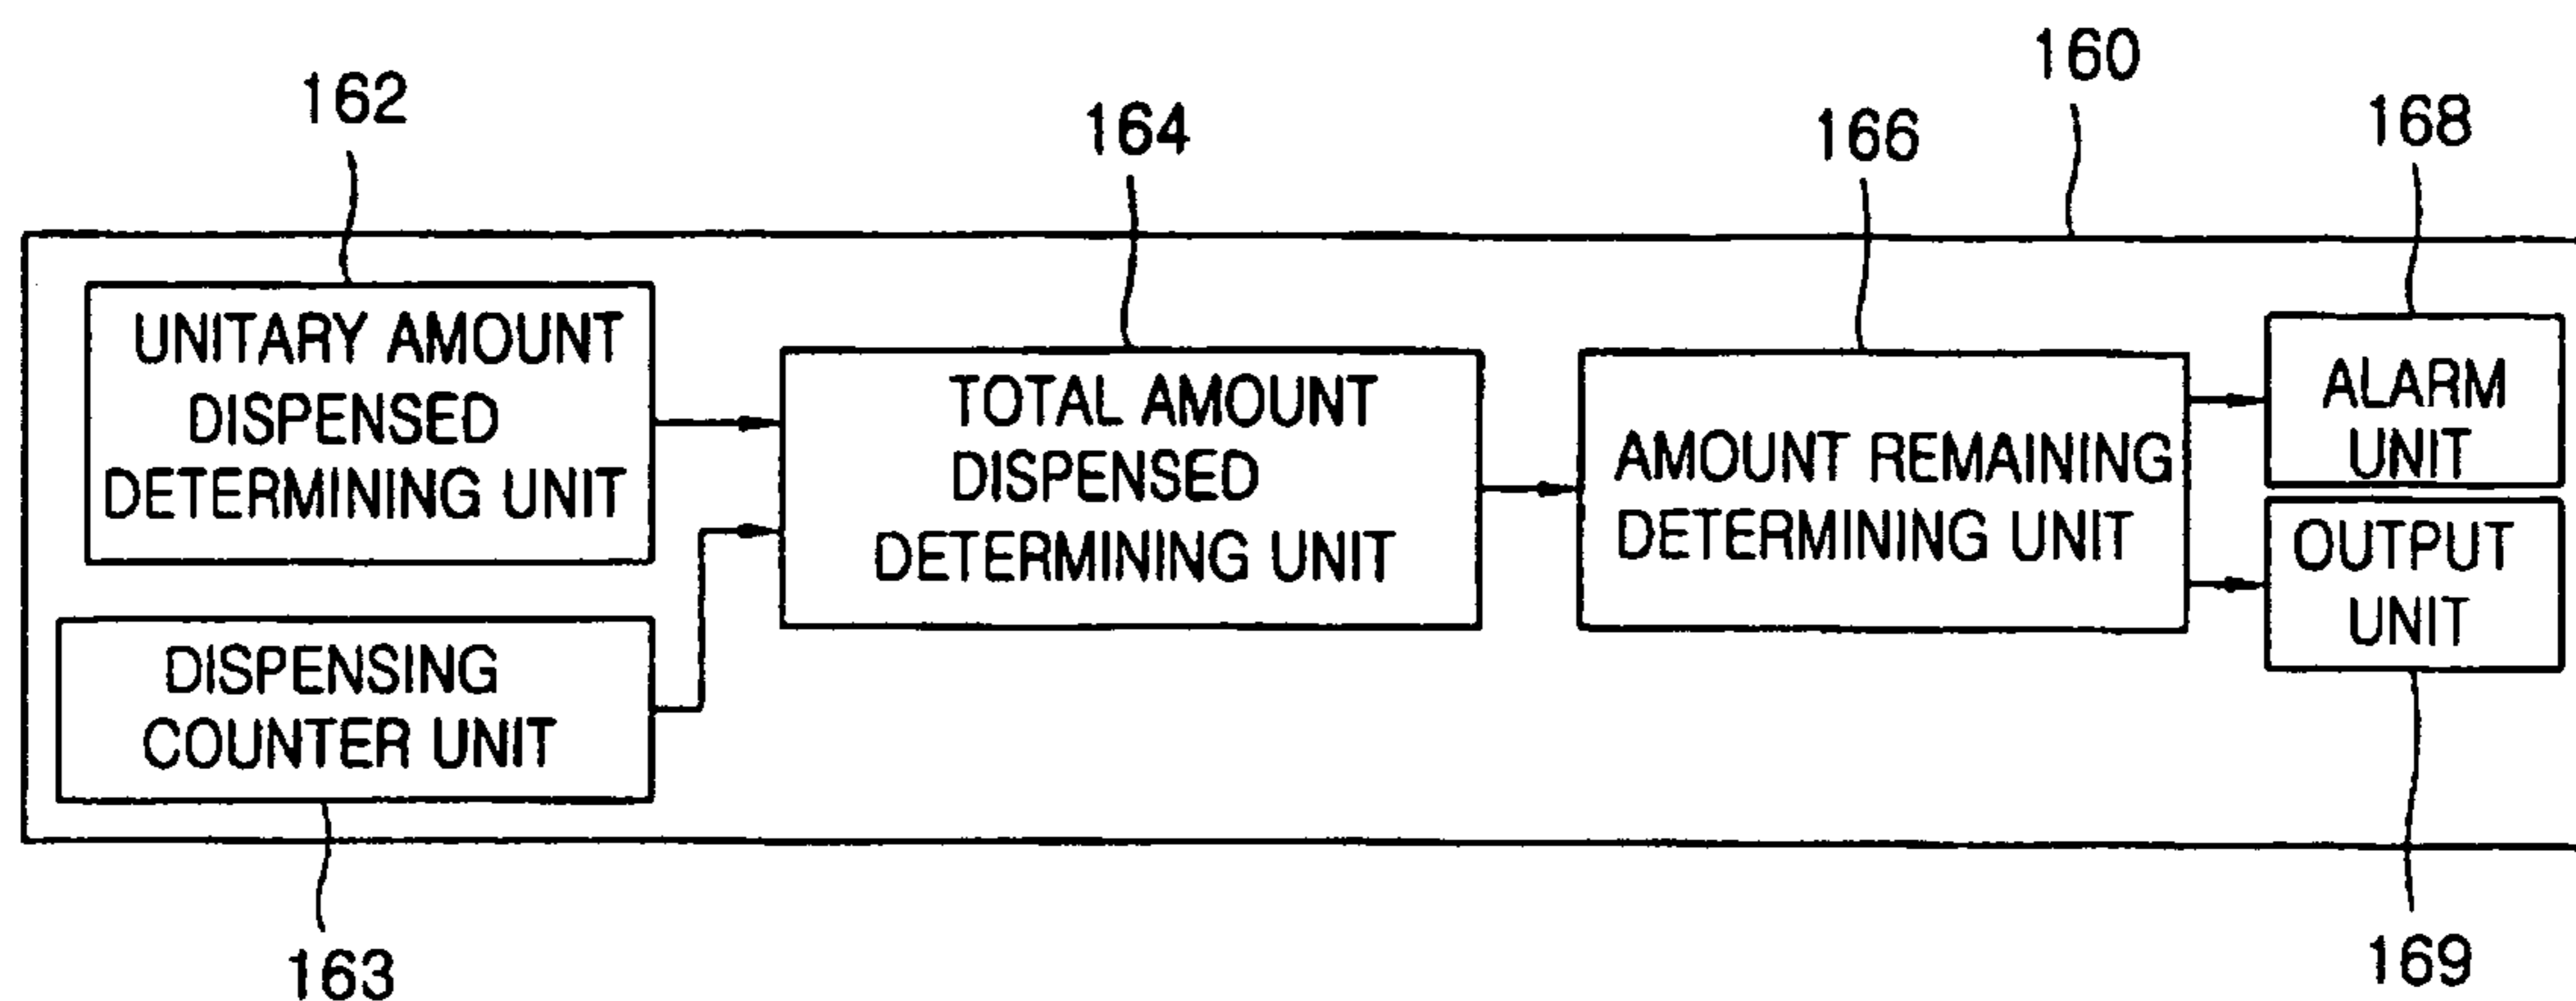 160
162
164
166
168
UNITARY AMOUNT
DISPENSED
DETERMINING UNIT
TOTAL AMOUNT
DISPENSED
DETERMINING UNIT
AMOUNT REMAINING
DETERMINING UNIT
ALARM
UNIT
OUTPUT
UNIT
DISPENSING
COUNTER UNIT
163
169